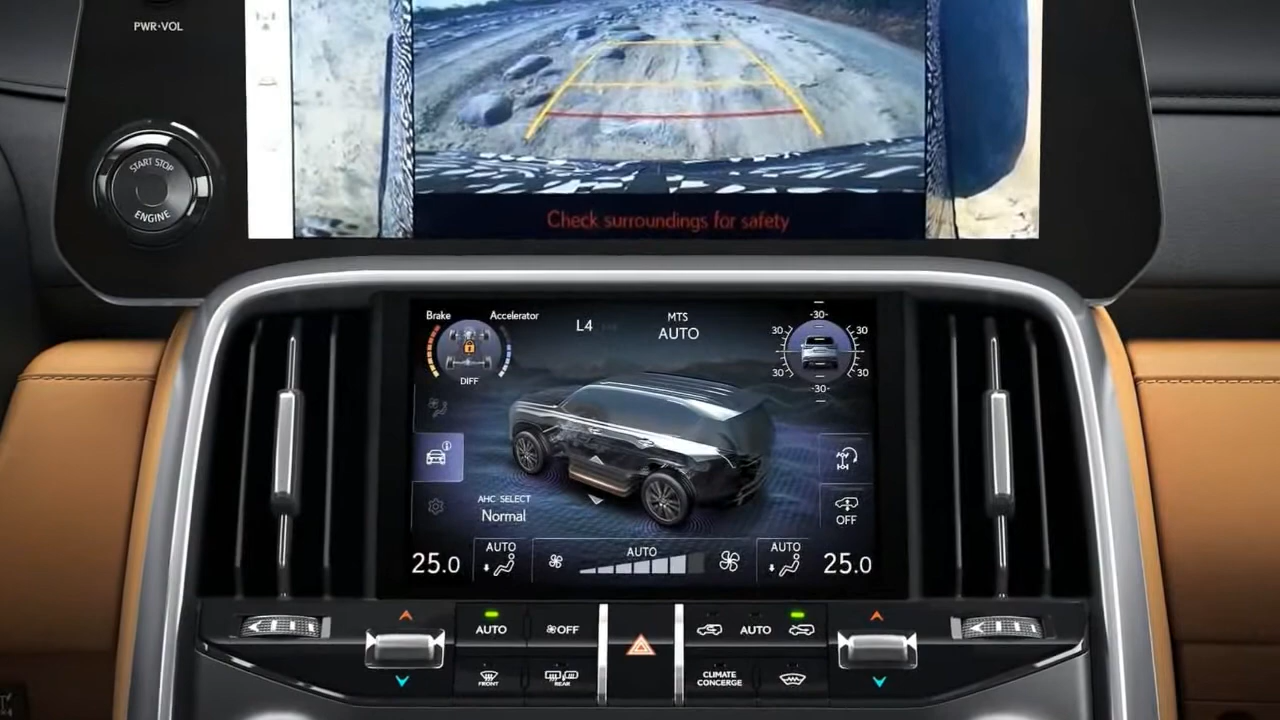 PWR•VOL
START STOP
ENGINE
Check surroundings for safety
Brake
Accelerator
L4
MTS
AUTO
-30-
30
30
30
30
-30-
DIFF
AHC SELECT
Normal
OFF
25.0
AUTO
AUTO
AUTO
25.0
AUTO
OFF
AUTO
FRONT
REAR
CLIMATE
CONCIERGE